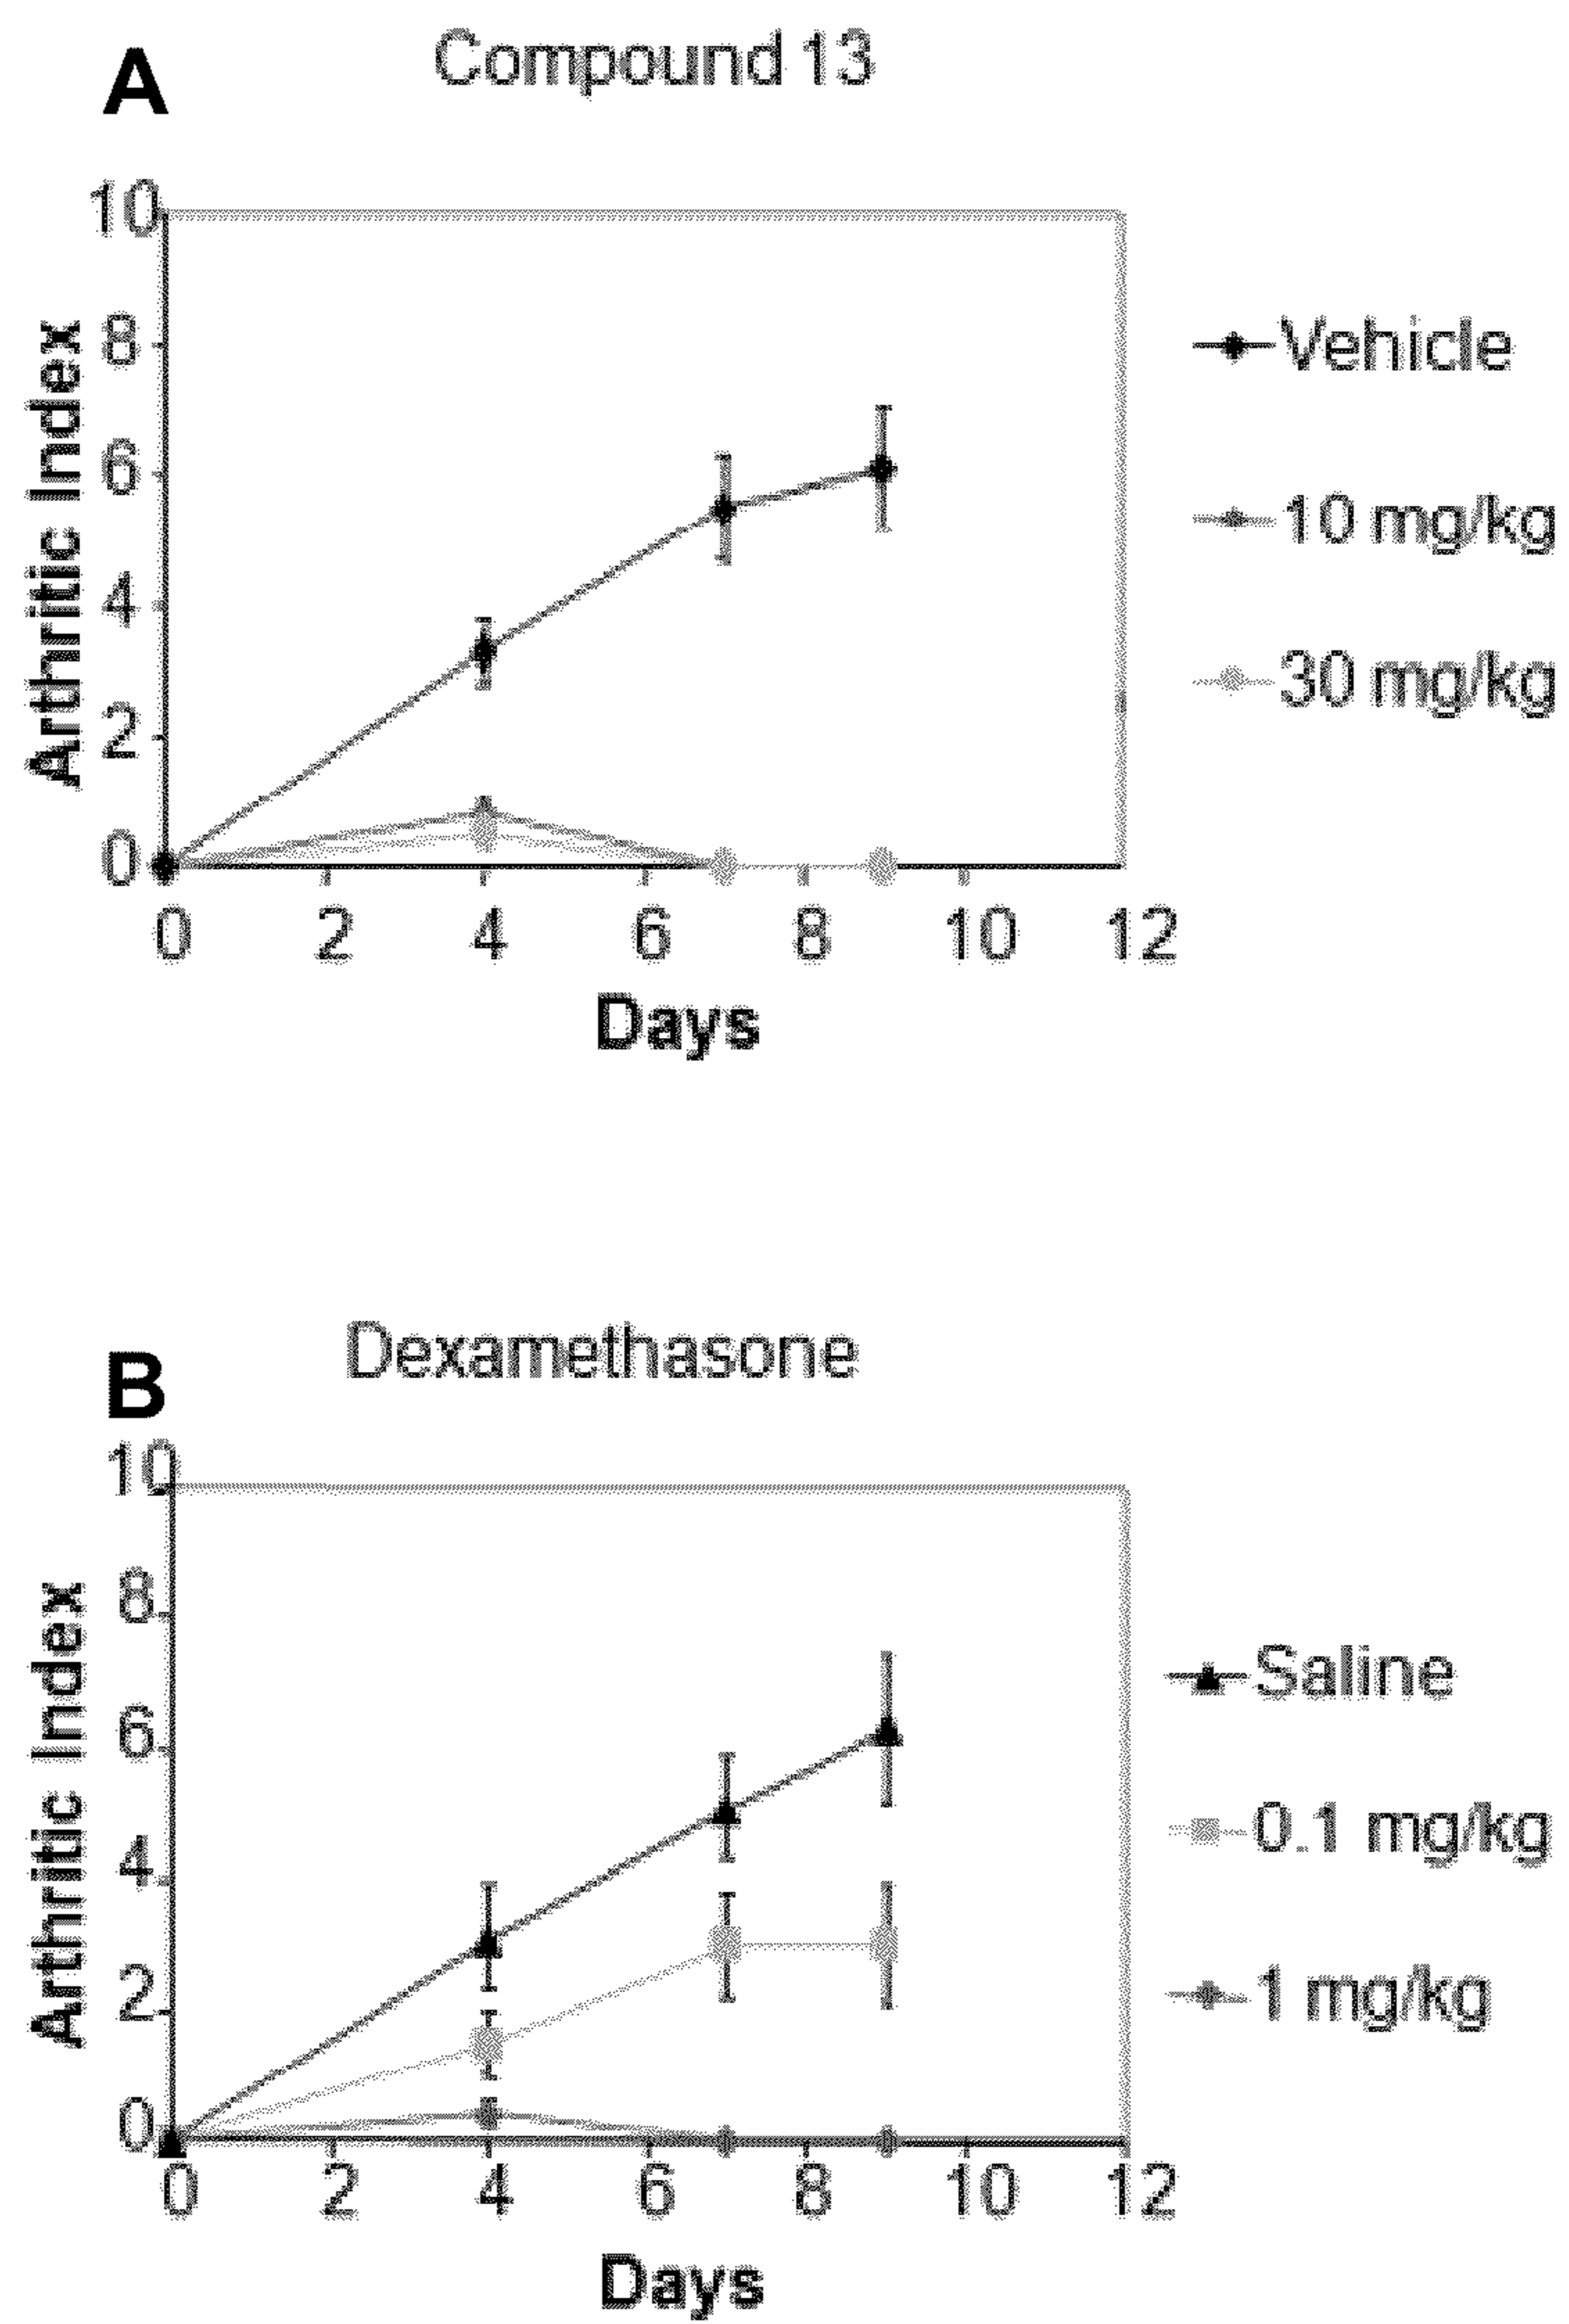 A
Compound 13
10
8
6
4
2
0
Arthritic Index
0 2 4 6 8 10 12
Days
Vehicle
10 mg/kg
30 mg/kg
B
Dexamethasone
10
8
6
4
2
0
Arthritic Index
0 2 4 6 8 10 12
Days
Saline
0.1 mg/kg
1 mg/kg